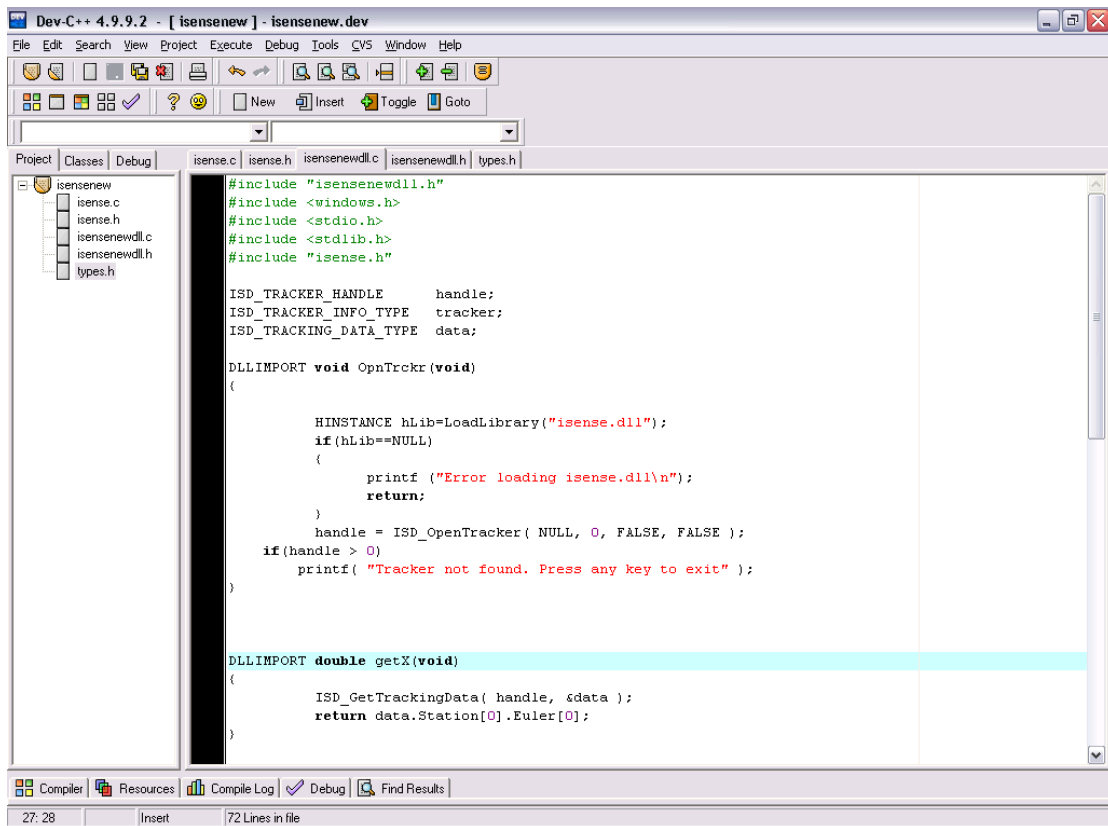 Dev-C++ 4.9.9.2 - [ isensenew ] - isensenew.dev
File Edit Search View Project Execute Debug Tools CVS Window Help
New Insert Toggle Goto
Project Classes Debug
isense.c isense.h isensenewdll.c isensenewdll.h types.h
isensenew
isense.c
isense.h
isensenewdll.c
isensenewdll.h
types.h
#include "isensenewdll.h"
#include <windows.h>
#include <stdio.h>
#include <stdlib.h>
#include "isense.h"
ISD_TRACKER_HANDLE handle;
ISD_TRACKER_INFO_TYPE tracker;
ISD_TRACKING_DATA_TYPE data;
DLLIMPORT void OpnTrckr(void)
{
HINSTANCE hLib=LoadLibrary("isense.dll");
if(hLib==NULL)
{
printf ("Error loading isense.dll\n");
return;
}
handle = ISD_OpenTracker( NULL, 0, FALSE, FALSE );
if(handle > 0)
printf( "Tracker not found. Press any key to exit" );
}
DLLIMPORT double getX(void)
{
ISD_GetTrackingData( handle, &data );
return data.Station[0].Euler[0];
}
Compiler Resources Compile Log Debug Find Results
27: 28 Insert 72 Lines in file